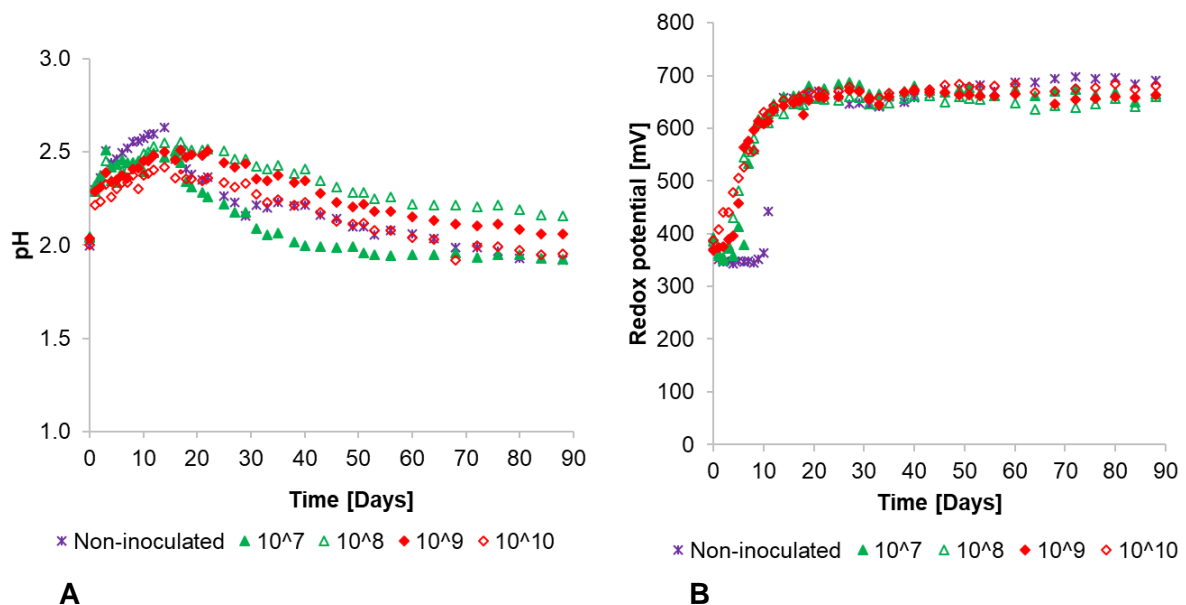 3.0
2.5
2.0
1.5
1.0
pH
0 10 20 30 40 50 60 70 80 90
Time [Days]
Non-inoculated 10^7 10^8 10^9 10^10
A
800
700
600
500
400
300
200
100
0
Redox potential [mV]
0 10 20 30 40 50 60 70 80 90
Time [Days]
Non-inoculated 10^7 10^8 10^9 10^10
B